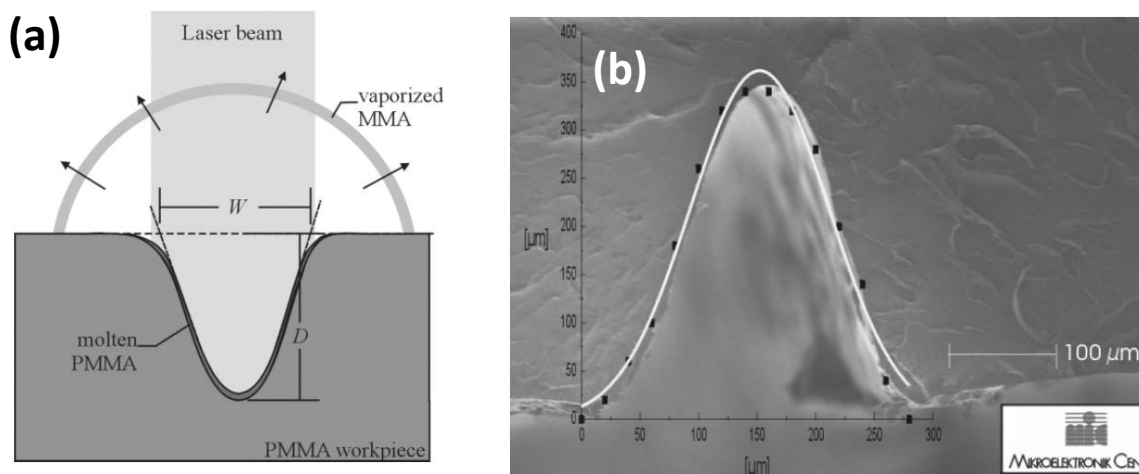 (a)
Laser beam
vaporized
MMA
W
D
molten
PMMA
PMMA workpiece
(b)
400
350
300
250
200
150
100
50
0
[µm]
0
50
100
150
200
250
300
[µm]
100 µm
MIKROELEKTRONIK CEN